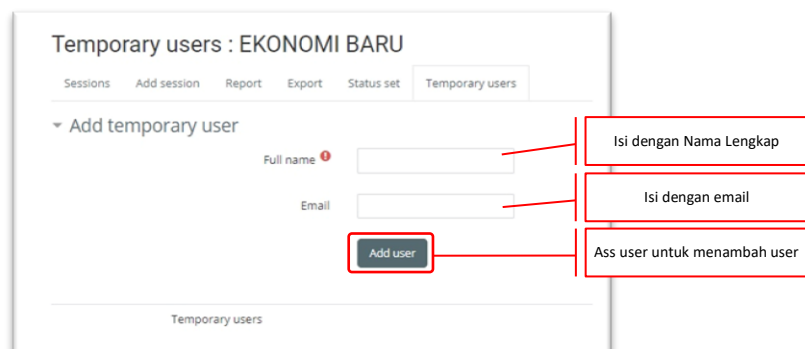 Temporary users : EKONOMI BARU
Sessions Add session Report Export Status set Temporary users
Add temporary user
Full name
Isi dengan Nama Lengkap
Email
Isi dengan email
Add user
Ass user untuk menambah user
Temporary users